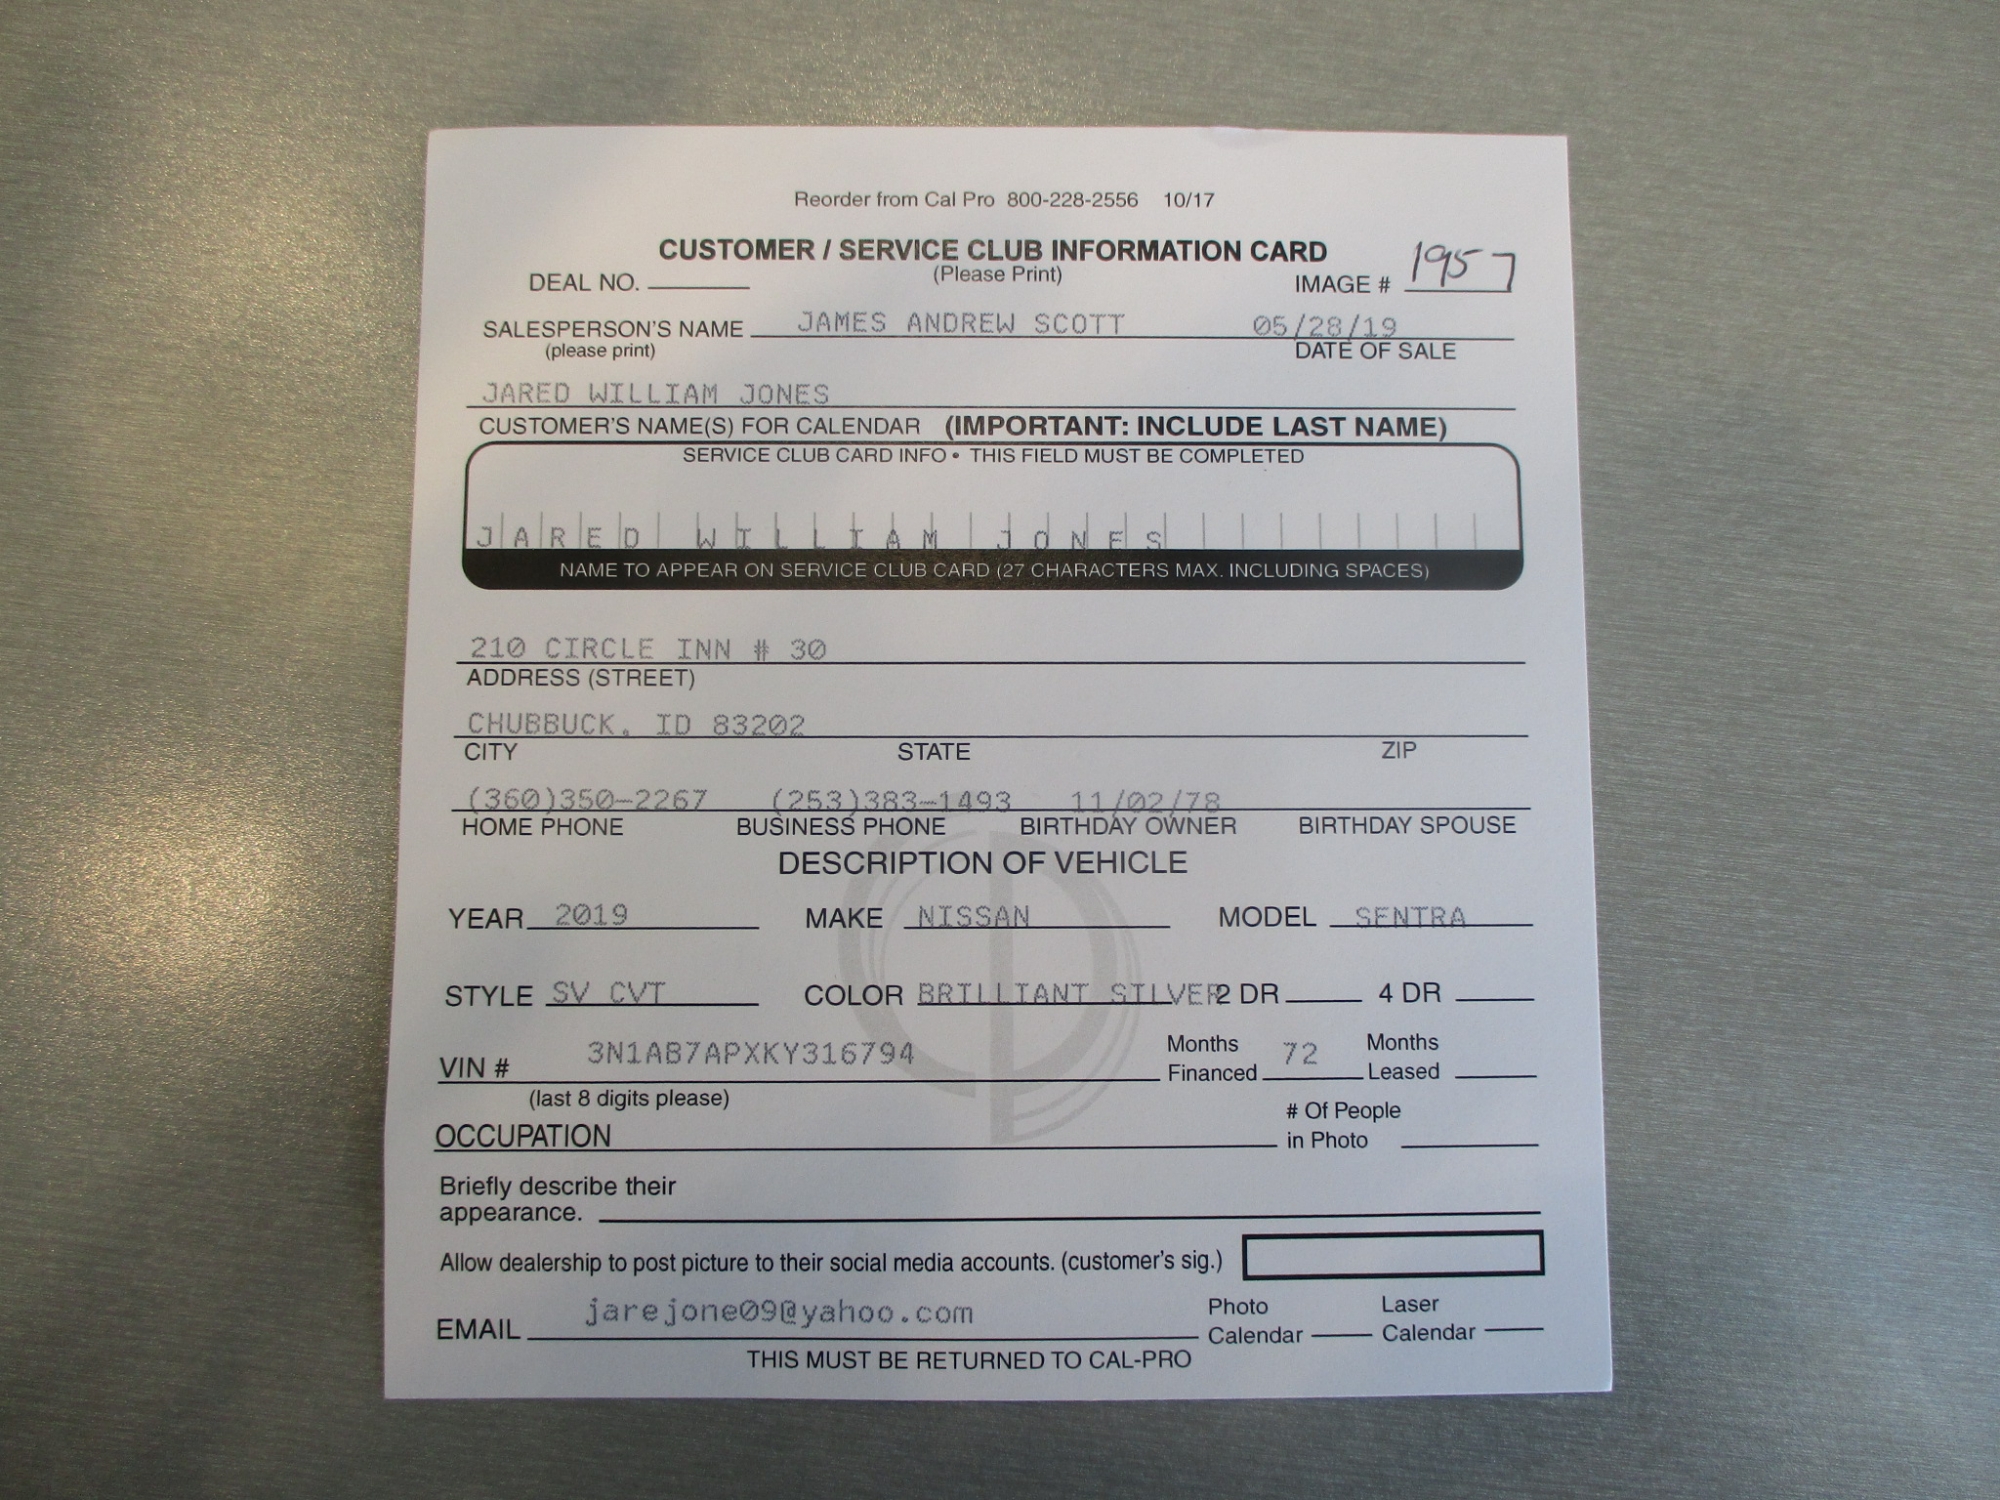 Reorder from Cal Pro 800-228-2556 10/17
CUSTOMER / SERVICE CLUB INFORMATION CARD
(Please Print)
DEAL NO. IMAGE # 1957
SALESPERSON'S NAME JAMES ANDREW SCOTT 05/28/19
(please print) DATE OF SALE
JARED WILLIAM JONES
CUSTOMER'S NAME(S) FOR CALENDAR (IMPORTANT: INCLUDE LAST NAME)
SERVICE CLUB CARD INFO • THIS FIELD MUST BE COMPLETED
JARED WILLIAM JONES
NAME TO APPEAR ON SERVICE CLUB CARD (27 CHARACTERS MAX. INCLUDING SPACES)
210 CIRCLE INN # 30
ADDRESS (STREET)
CHUBBUCK, ID 83202
CITY STATE ZIP
(360)350-2267 (253)383-1493 11/02/78
HOME PHONE BUSINESS PHONE BIRTHDAY OWNER BIRTHDAY SPOUSE
DESCRIPTION OF VEHICLE
YEAR 2019 MAKE NISSAN MODEL SENTRA
STYLE SV CVT COLOR BRILLIANT SILVER 2 DR 4 DR
VIN # 3N1AB7APXKY316794 Months Financed 72 Months Leased
(last 8 digits please)
OCCUPATION # Of People in Photo
Briefly describe their
appearance.
Allow dealership to post picture to their social media accounts. (customer's sig.)
EMAIL jarejone09@yahoo.com Photo Calendar Laser Calendar
THIS MUST BE RETURNED TO CAL-PRO